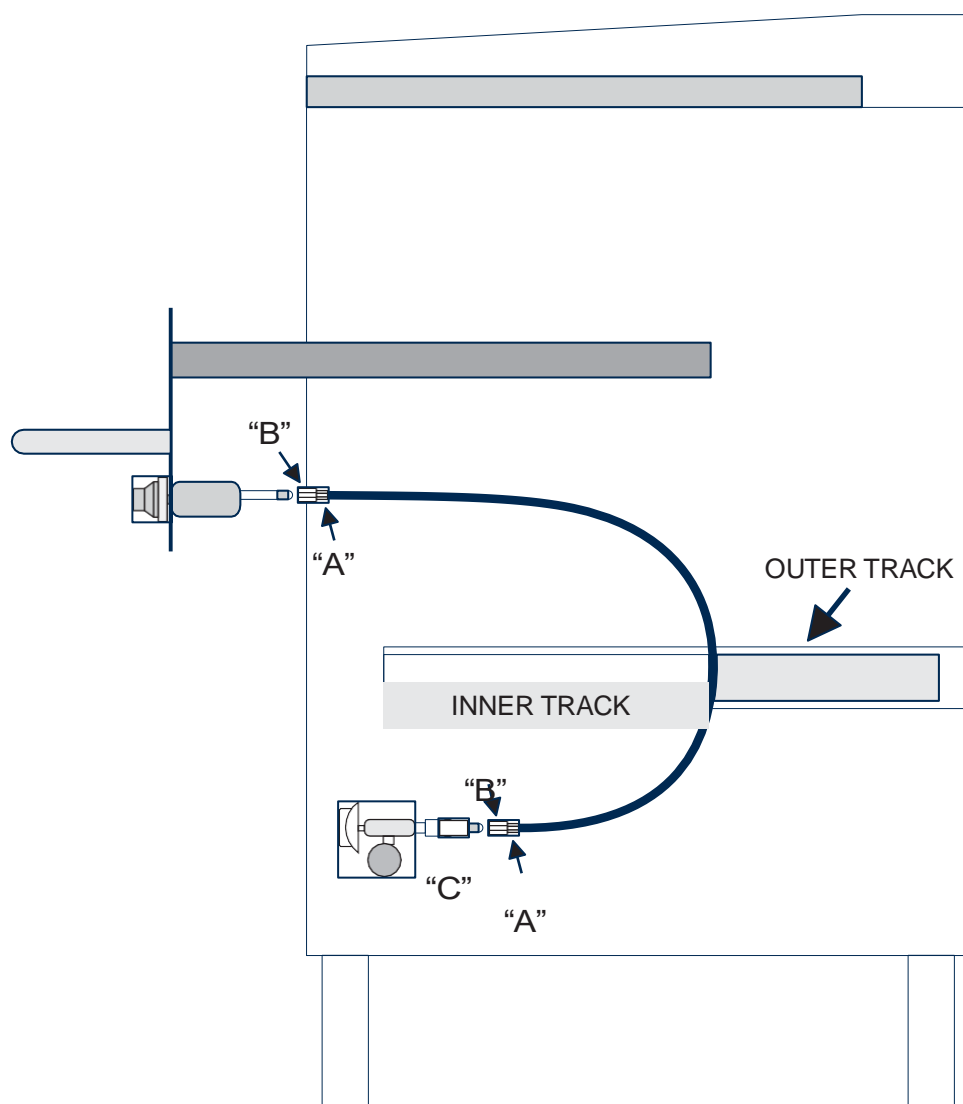 “B”
“A”
OUTER TRACK
INNER TRACK
“B”
“C”
“A”